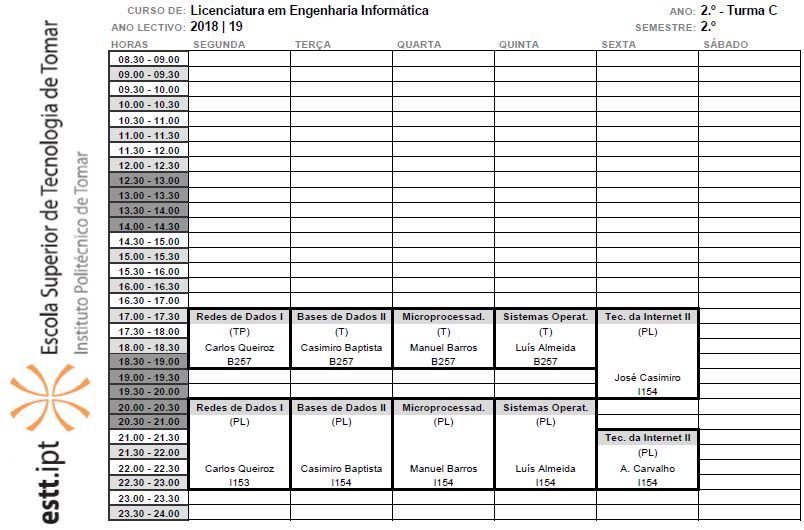 CURSO DE: Licenciatura em Engenharia Informática ANO: 2.º - Turma C
ANO LECTIVO: 2018 | 19 SEMESTRE: 2.º
HORAS SEGUNDA TERÇA QUARTA QUINTA SEXTA SÁBADO
08.30 - 09.00
09.00 - 09.30
09.30 - 10.00
10.00 - 10.30
10.30 - 11.00
11.00 - 11.30
11.30 - 12.00
12.00 - 12.30
12.30 - 13.00
13.00 - 13.30
13.30 - 14.00
14.00 - 14.30
14.30 - 15.00
15.00 - 15.30
15.30 - 16.00
16.00 - 16.30
16.30 - 17.00
17.00 - 17.30 Redes de Dados I Bases de Dados II Microprocessad. Sistemas Operat. Tec. da Internet II
17.30 - 18.00 (TP) (T) (T) (T) (PL)
18.00 - 18.30 Carlos Queiroz Casimiro Baptista Manuel Barros Luís Almeida
18.30 - 19.00 B257 B257 B257 B257
19.00 - 19.30 José Casimiro
19.30 - 20.00 I154
20.00 - 20.30 Redes de Dados I Bases de Dados II Microprocessad. Sistemas Operat.
20.30 - 21.00 (PL) (PL) (PL) (PL)
21.00 - 21.30 Tec. da Internet II
21.30 - 22.00 (PL)
22.00 - 22.30 Carlos Queiroz Casimiro Baptista Manuel Barros Luís Almeida A. Carvalho
22.30 - 23.00 I153 I154 I154 I154 I154
23.00 - 23.30
23.30 - 24.00
Escola Superior de Tecnologia de Tomar
Instituto Politécnico de Tomar
estt.ipt